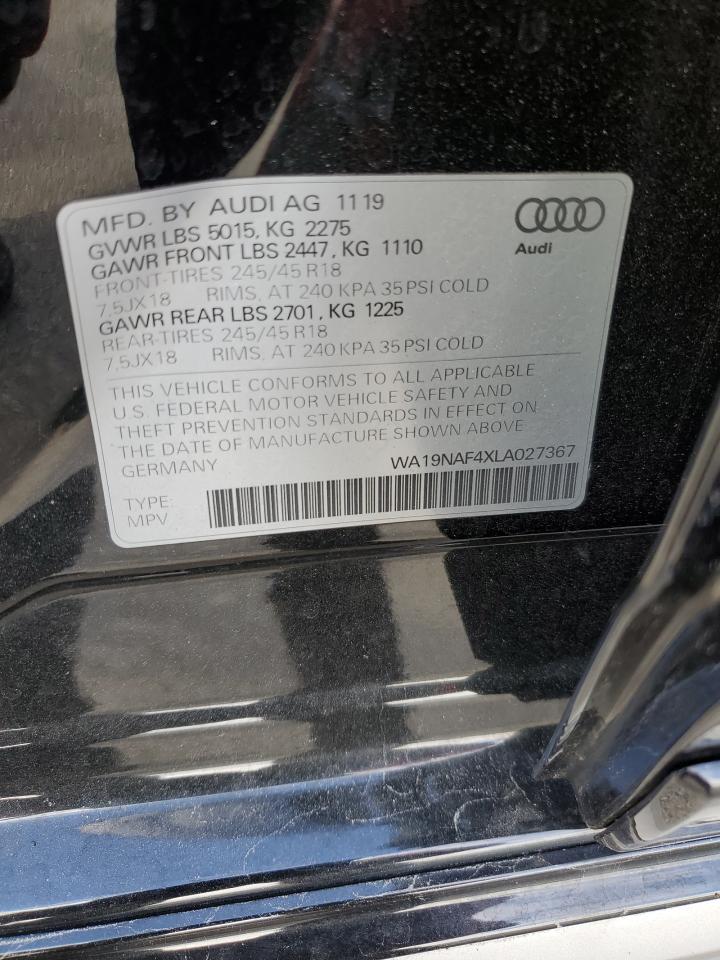 MFD. BY AUDI AG 1119
GVWR LBS 5015, KG 2275
GAWR FRONT LBS 2447, KG 1110
FRONT-TIRES 245/45 R18
7,5JX18 RIMS, AT 240 KPA 35 PSI COLD
GAWR REAR LBS 2701, KG 1225
REAR-TIRES 245/45 R18
7,5JX18 RIMS, AT 240 KPA 35 PSI COLD
Audi
THIS VEHICLE CONFORMS TO ALL APPLICABLE
U.S. FEDERAL MOTOR VEHICLE SAFETY AND
THEFT PREVENTION STANDARDS IN EFFECT ON
THE DATE OF MANUFACTURE SHOWN ABOVE
GERMANY WA19NAF4XLA027367
TYPE:
MPV